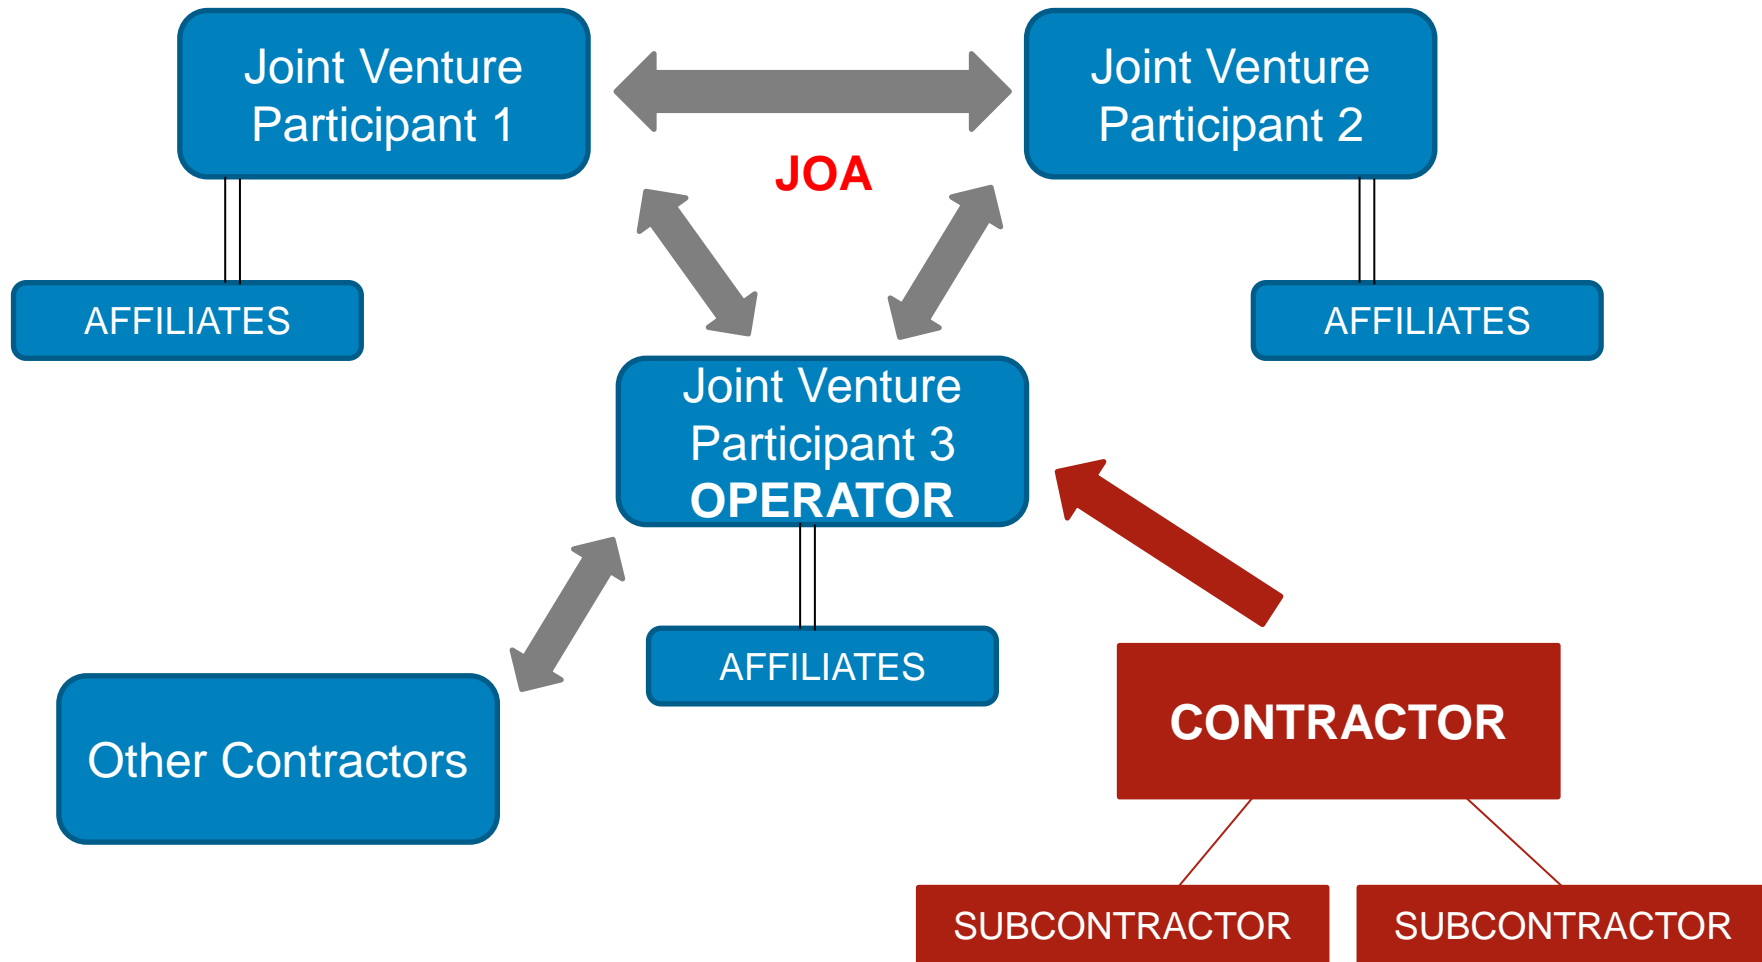 Joint Venture
Participant 1
Joint Venture
Participant 2
JOA
AFFILIATES
AFFILIATES
Joint Venture
Participant 3
OPERATOR
AFFILIATES
Other Contractors
CONTRACTOR
SUBCONTRACTOR
SUBCONTRACTOR